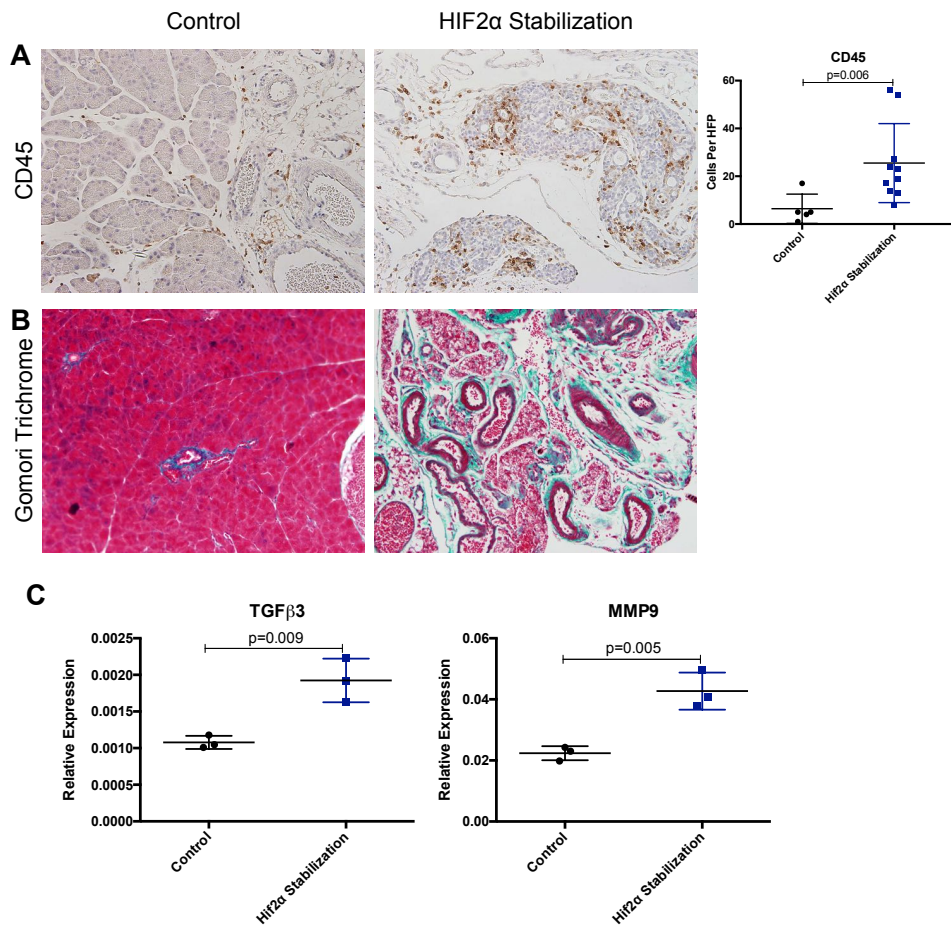 Control
HIF2α Stabilization
A
CD45
CD45
p=0.006
60
40
20
0
Cells Per HFP
Control
Hif2α Stabilization
B
Gomori Trichrome
C
TGFβ3
p=0.009
0.0025
0.0020
0.0015
0.0010
0.0005
0.0000
Relative Expression
Control
Hif2α Stabilization
MMP9
p=0.005
0.06
0.04
0.02
0.00
Relative Expression
Control
Hif2α Stabilization